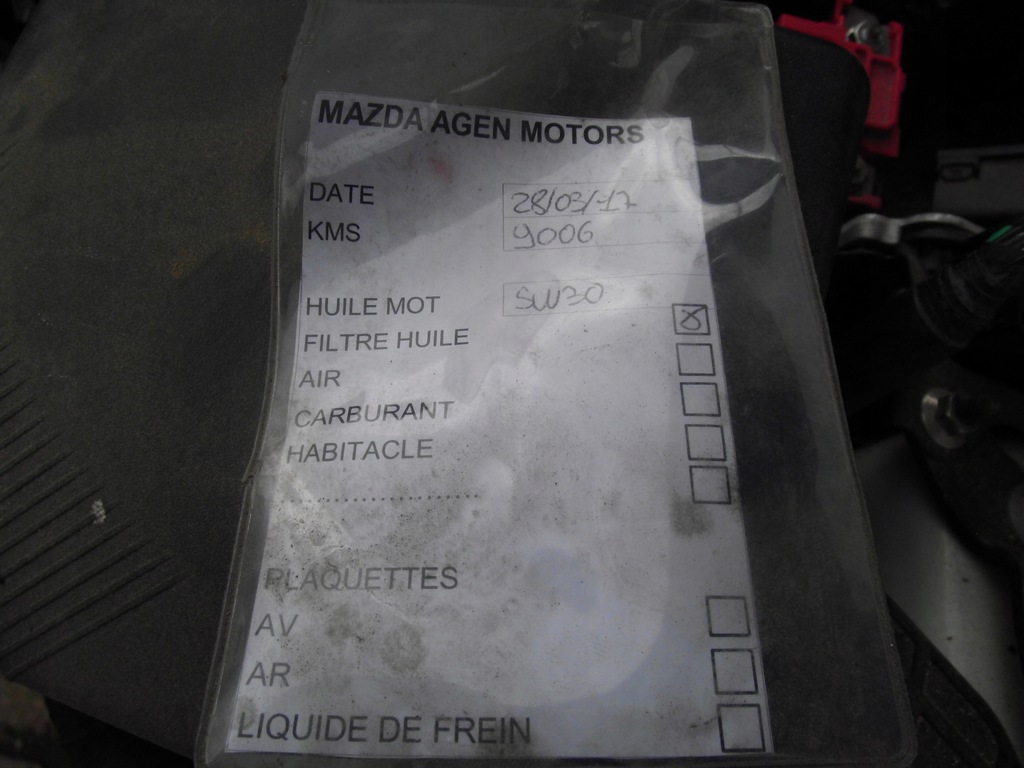 MAZDA AGEN MOTORS
DATE 28/03/17
KMS 9006
HUILE MOT 5W30
FILTRE HUILE
AIR
CARBURANT
HABITACLE
.......................
PLAQUETTES
AV
AR
LIQUIDE DE FREIN